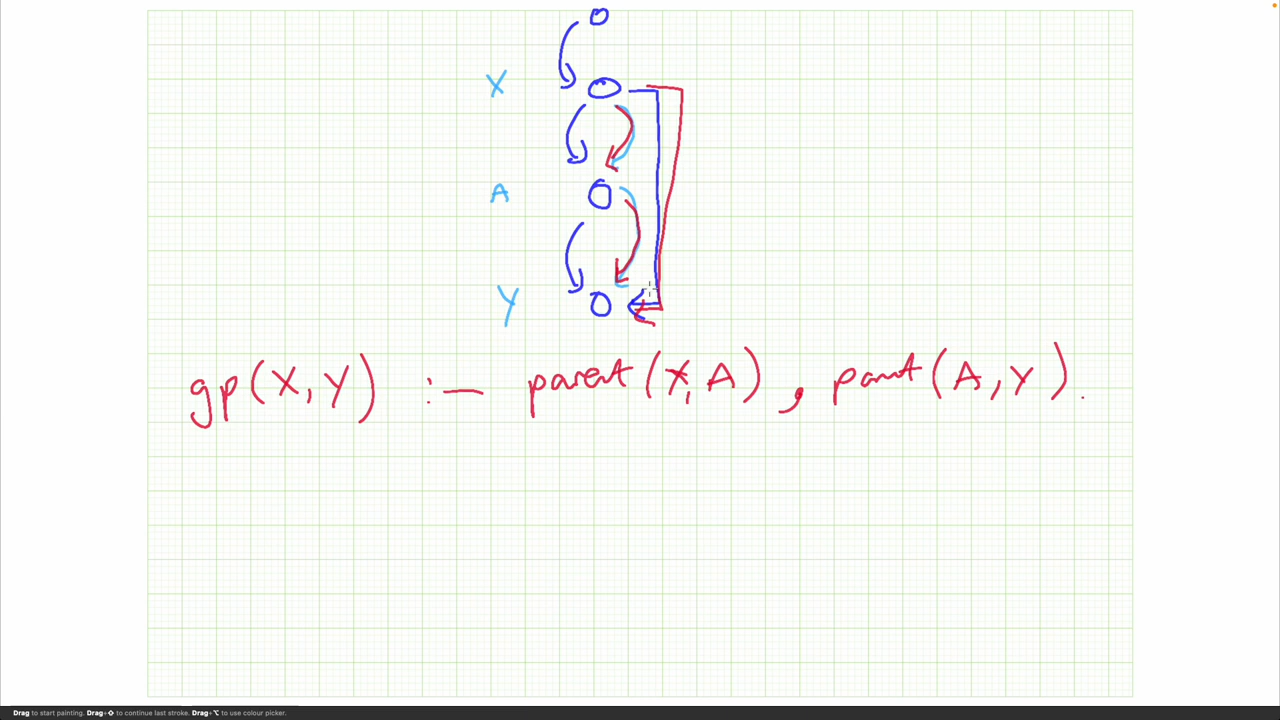 X
A
Y
gp(X,Y) :- parent(X,A), parent(A,Y).
Drag to start painting. Drag+⇧ to continue last stroke. Drag+⌥ to use colour picker.